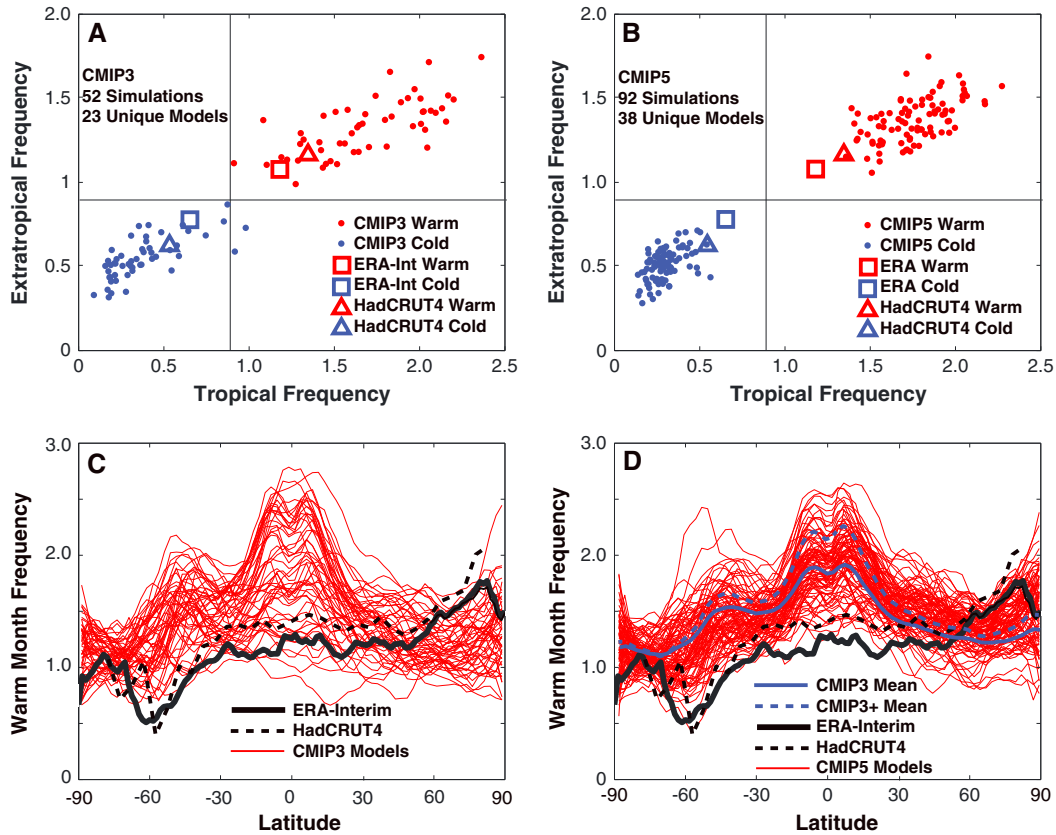 A
CMIP3
52 Simulations
23 Unique Models
Extratropical Frequency
2.0
1.5
1.0
0.5
0
0
0.5
1.0
1.5
2.0
2.5
Tropical Frequency
CMIP3 Warm
CMIP3 Cold
ERA-Int Warm
ERA-Int Cold
HadCRUT4 Warm
HadCRUT4 Cold
B
CMIP5
92 Simulations
38 Unique Models
Extratropical Frequency
2.0
1.5
1.0
0.5
0
0
0.5
1.0
1.5
2.0
2.5
Tropical Frequency
CMIP5 Warm
CMIP5 Cold
ERA Warm
ERA Cold
HadCRUT4 Warm
HadCRUT4 Cold
C
Warm Month Frequency
3.0
2.0
1.0
0
-90
-60
-30
0
30
60
90
Latitude
ERA-Interim
HadCRUT4
CMIP3 Models
D
Warm Month Frequency
3.0
2.0
1.0
0
-90
-60
-30
0
30
60
90
Latitude
CMIP3 Mean
CMIP3+ Mean
ERA-Interim
HadCRUT4
CMIP5 Models